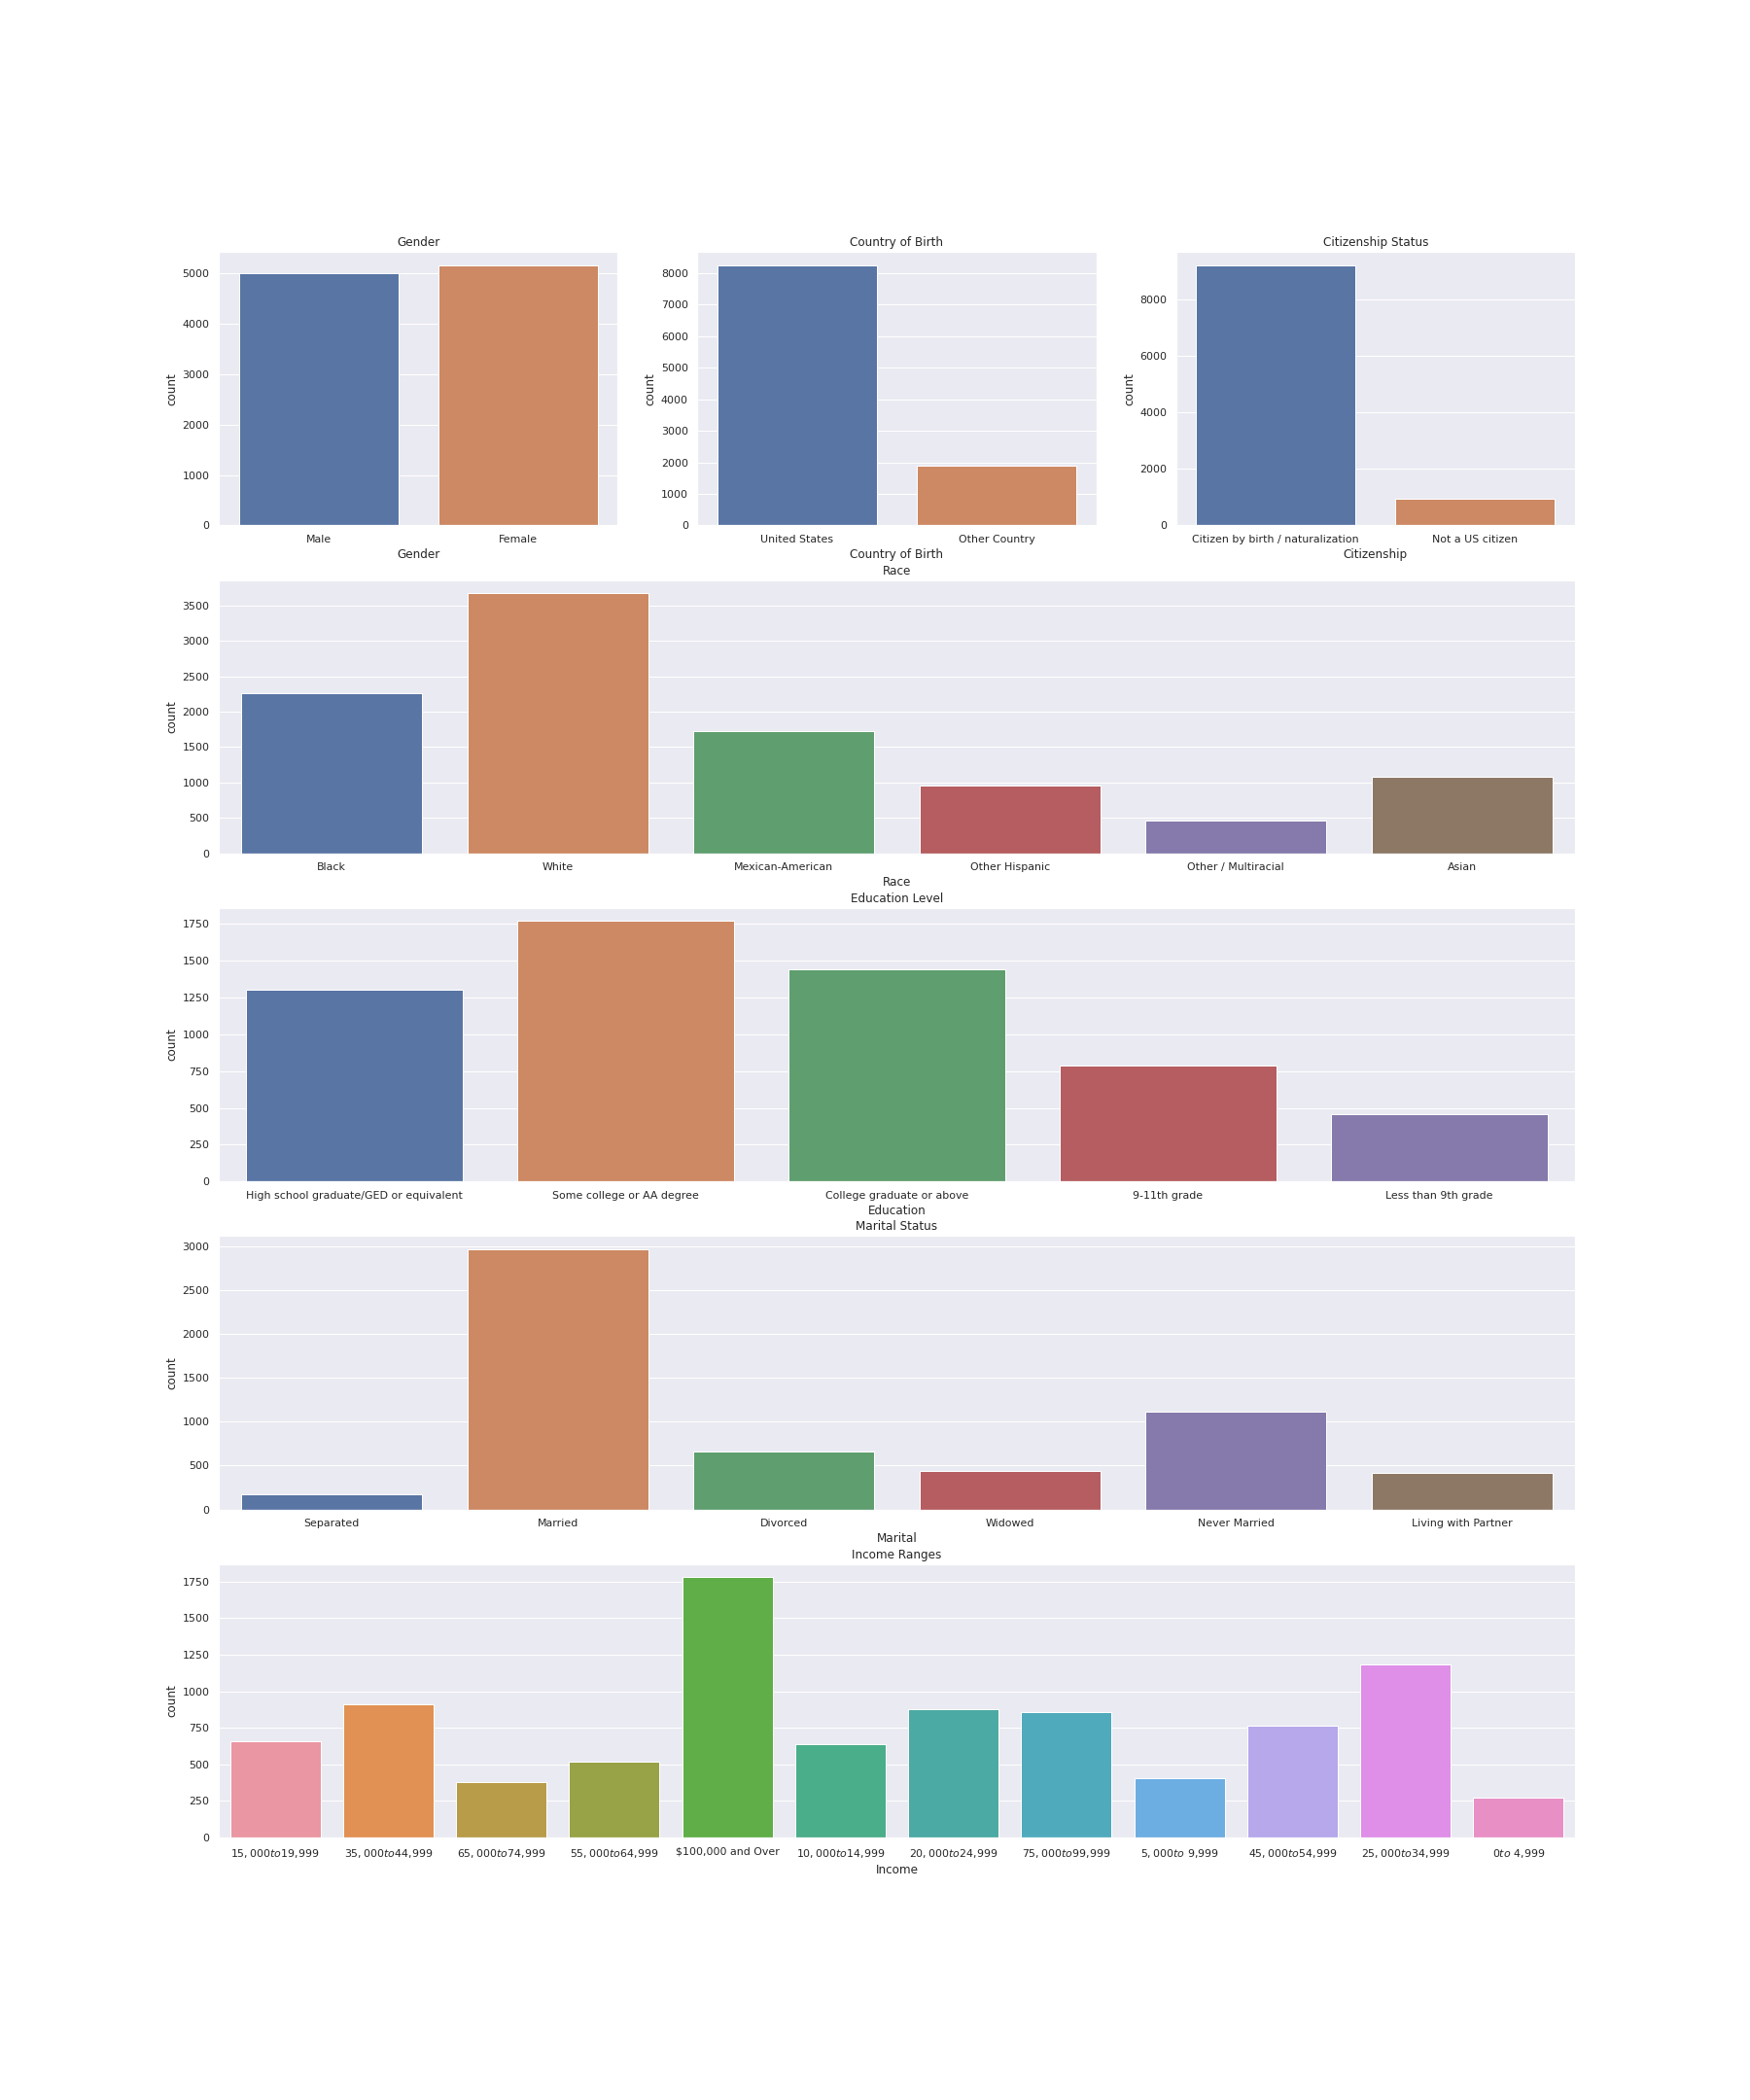 Gender Country of Birth Citizenship Status
5000
4000
3000
2000
1000
0
count
Male Female
Gender
8000
7000
6000
5000
4000
3000
2000
1000
0
count
United States Other Country
Country of Birth
8000
6000
4000
2000
0
count
Citizen by birth / naturalization Not a US citizen
Citizenship
Race
3500
3000
2500
2000
1500
1000
500
0
count
Black White Mexican-American Other Hispanic Other / Multiracial Asian
Race
Education Level
1750
1500
1250
1000
750
500
250
0
count
High school graduate/GED or equivalent Some college or AA degree College graduate or above 9-11th grade Less than 9th grade
Education
Marital Status
3000
2500
2000
1500
1000
500
0
count
Separated Married Divorced Widowed Never Married Living with Partner
Marital
Income Ranges
1750
1500
1250
1000
750
500
250
0
count
15,000to19,999 35,000to44,999 65,000to74,999 55,000to64,999 $100,000 and Over 10,000to14,999 20,000to24,999 75,000to99,999 5,000to 9,999 45,000to54,999 25,000to34,999 0to 4,999
Income